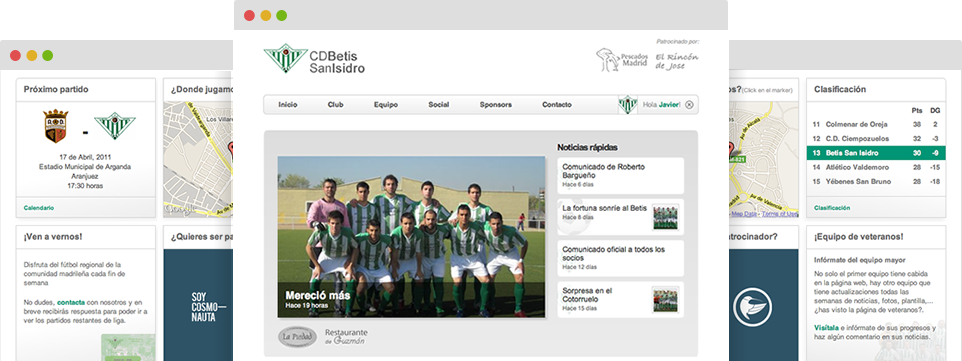 Próximo partido
-
17 de Abril, 2011
Estadio Municipal de Arganda
Aranjuez
17:30 horas
Calendario
¡Ven a vernos!
Disfruta del fútbol regional de la
comunidad madrileña cada fin de
semana
No dudes, contacta con nosotros y en
breve recibirás respuesta para poder ir a
ver los partidos restantes de liga.
¿Donde jugamo
¿Quieres ser pa
SOY
COSMO—
NAUTA
CDBetis
SanIsidro
Patrocinado por:
Pescados
Madrid
El Rincón
de Jose
Inicio Club Equipo Social Sponsors Contacto Hola Javier!
Mereció más
Hace 19 horas
Noticias rápidas
Comunicado de Roberto
Bargueño
Hace 6 días
La fortuna sonríe al Betis
Hace 8 días
Comunicado oficial a todos los
socios
Hace 12 días
Sorpresa en el
Cotorruelo
Hace 15 días
La Piedad
Restaurante
de Guzmán
os? (Click en el marker)
Map Data - Terms of Use
atrocinador?
Clasificación
Pts DG
11 Colmenar de Oreja 38 2
12 C.D. Ciempozuelos 32 -3
13 Betis San Isidro 30 -9
14 Atlético Valdemoro 28 -15
15 Yébenes San Bruno 28 -18
Clasificación
¡Equipo de veteranos!
Infórmate del equipo mayor
No solo el primer equipo tiene cabida
en la página web, hay otro equipo que
tiene actualizaciones todas las
semanas de noticias, fotos, plantilla,...
¿has visto la página de veteranos?.
Visítala e infórmate de sus progresos y
haz algún comentario en sus noticias.